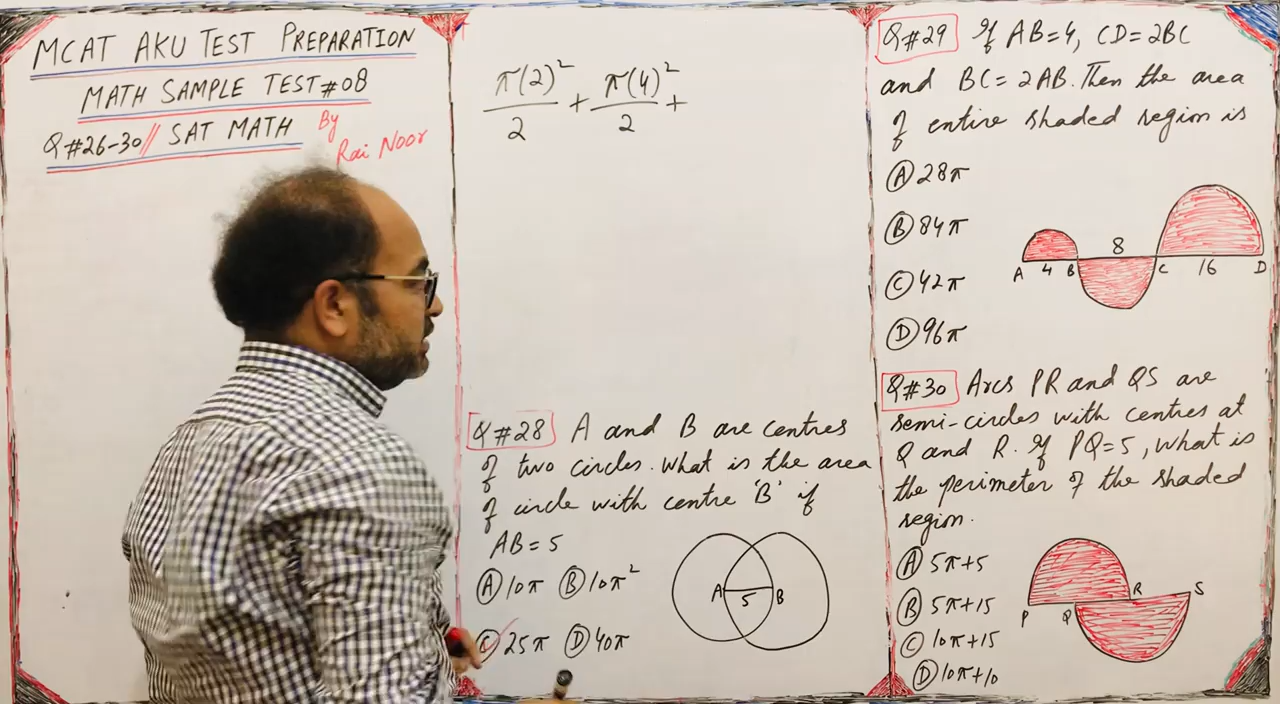 MCAT AKU TEST PREPARATION
MATH SAMPLE TEST #08
Q#26-30 // SAT MATH
By
Rai Noor
π(2)²/2 + π(4)²/2 +
Q#28 A and B are centres
of two circles. What is the area
of circle with centre 'B' if
AB = 5
Ⓐ 10π Ⓑ 10π²
Ⓒ 25π Ⓓ 40π
A 5 B
Q#29 If AB=4, CD=2BC
and BC=2AB. Then the area
of entire shaded region is
Ⓐ 28π
Ⓑ 84π
Ⓒ 42π
Ⓓ 96π
A 4 B 8 C 16 D
Q#30 Arcs PR and QS are
semi-circles with centres at
Q and R. If PQ=5, What is
the perimeter of the shaded
region.
Ⓐ 5π+5
Ⓑ 5π+15
Ⓒ 10π+15
Ⓓ 10π+10
P Q R S